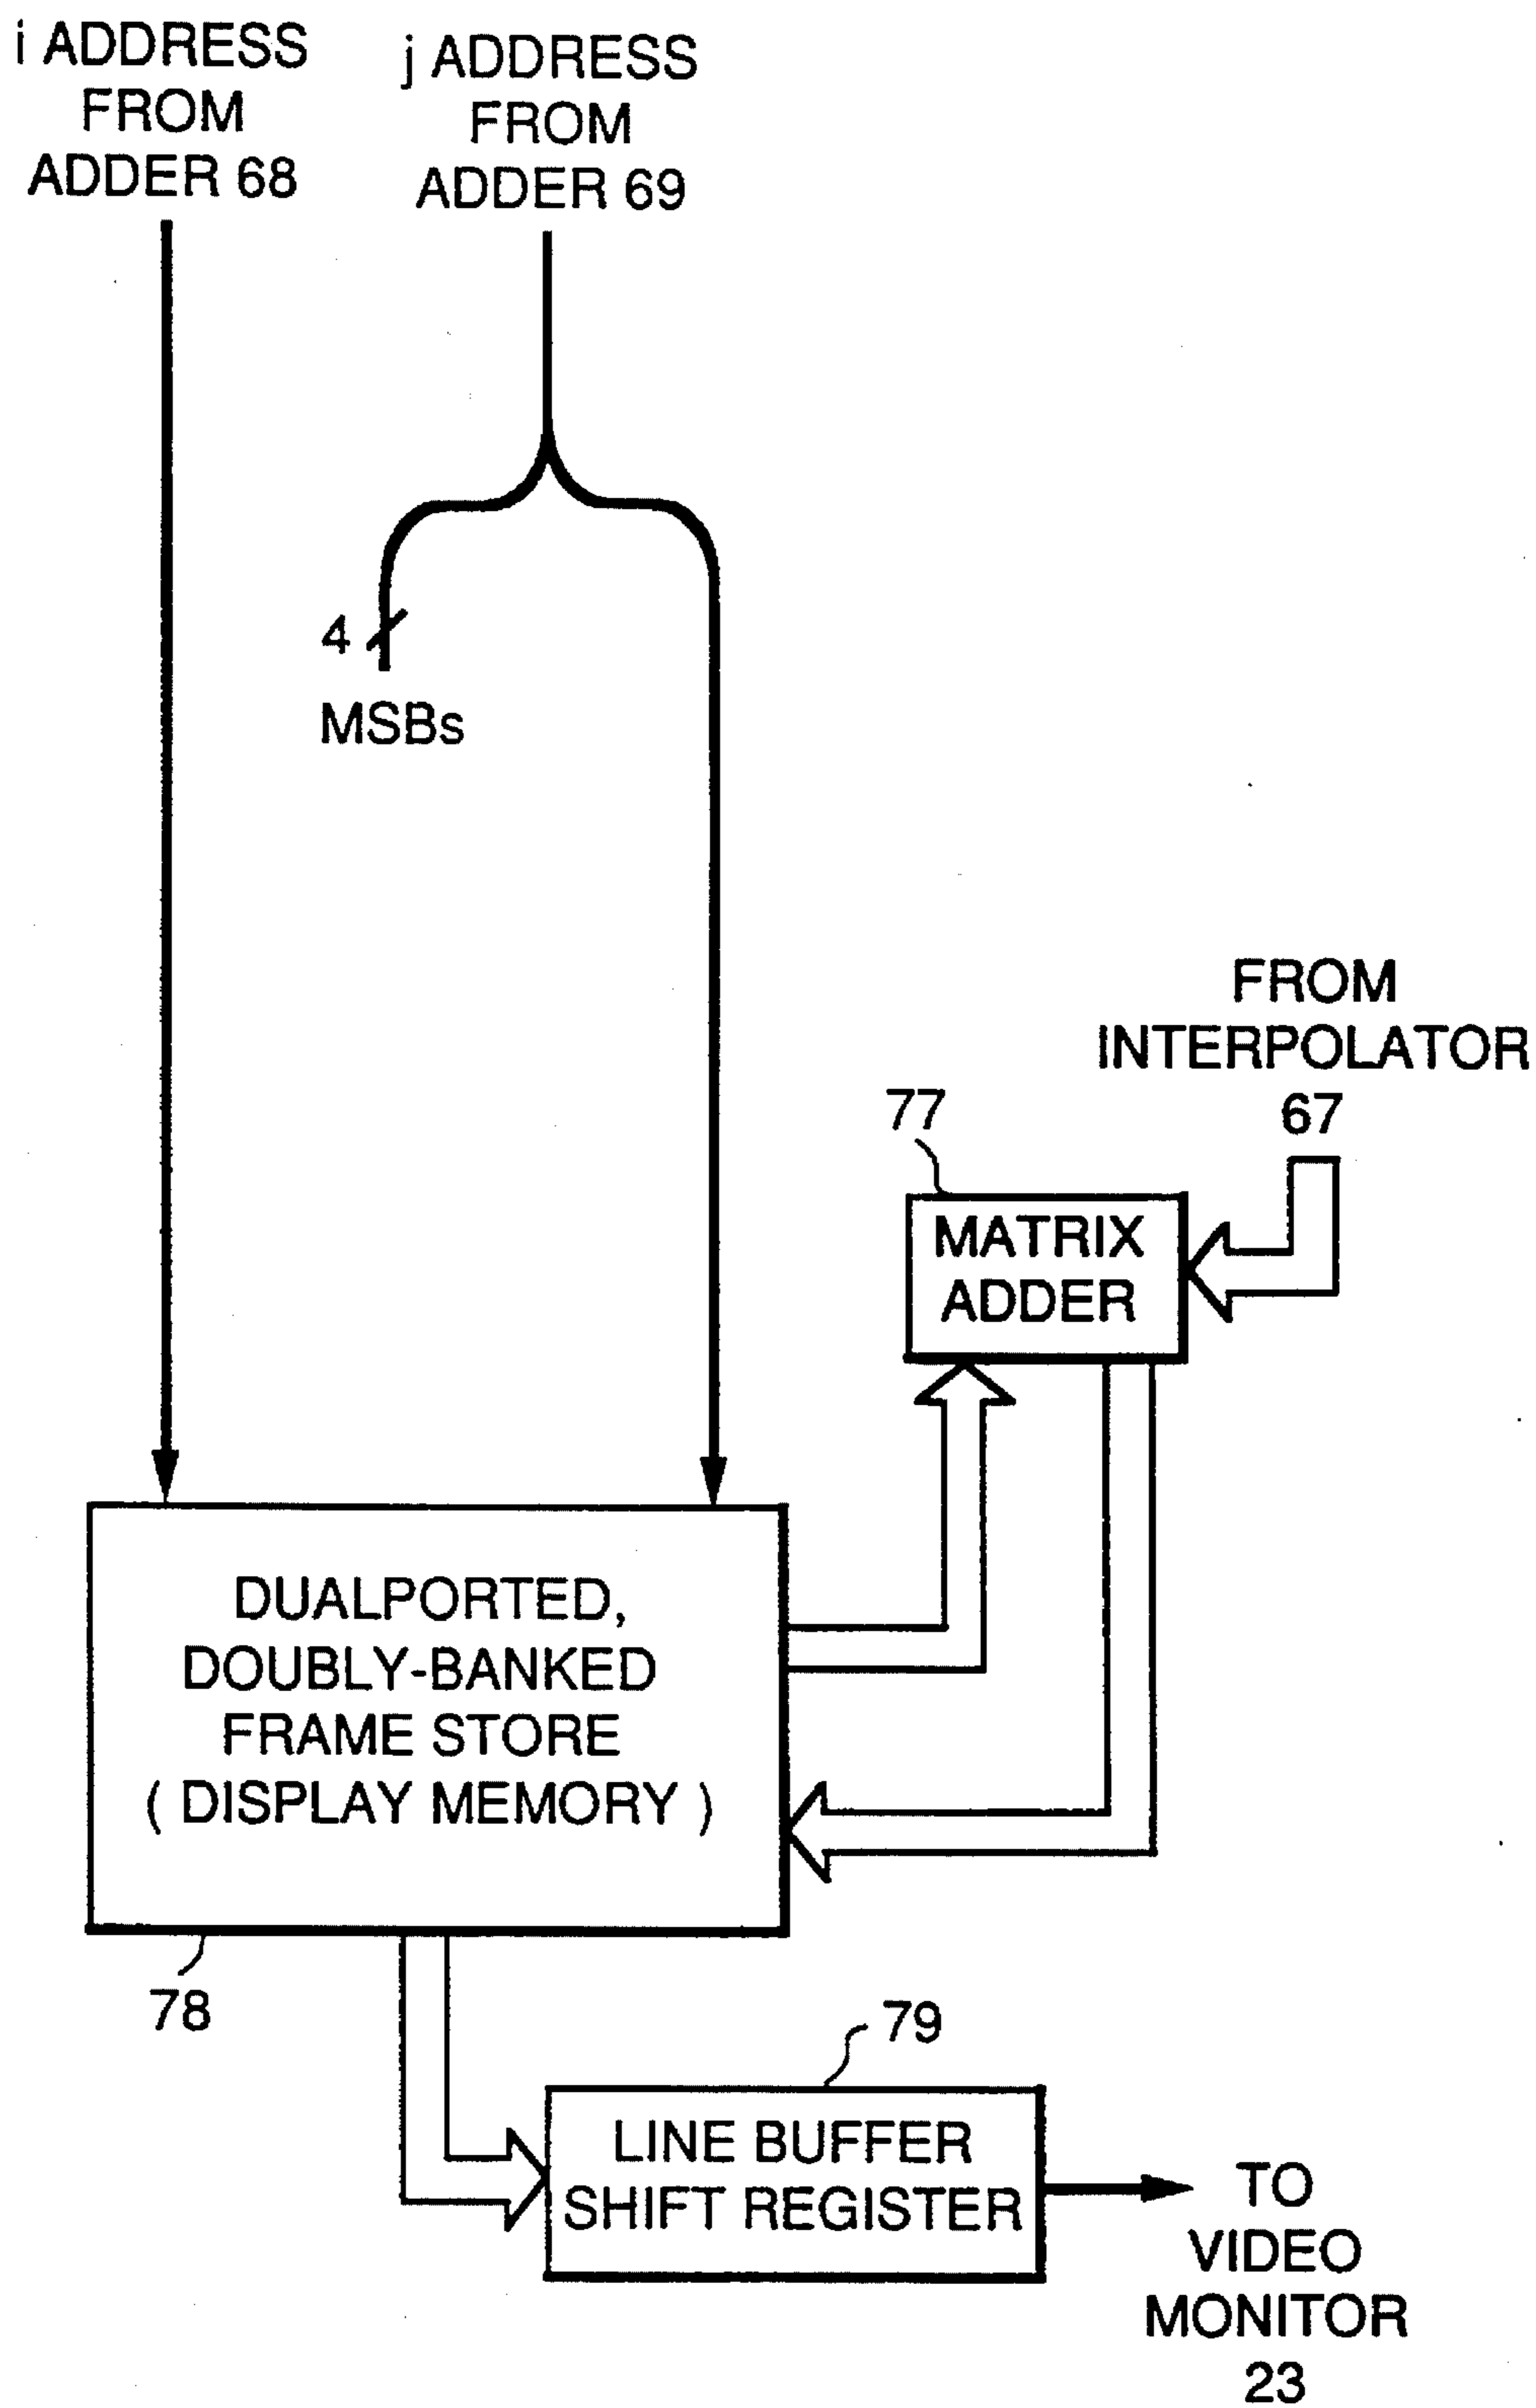 i ADDRESS
FROM
ADDER 68
j ADDRESS
FROM
ADDER 69
4
MSBs
FROM
INTERPOLATOR
67
77
MATRIX
ADDER
DUALPORTED,
DOUBLY-BANKED
FRAME STORE
( DISPLAY MEMORY )
78
79
LINE BUFFER
SHIFT REGISTER
TO
VIDEO
MONITOR
23